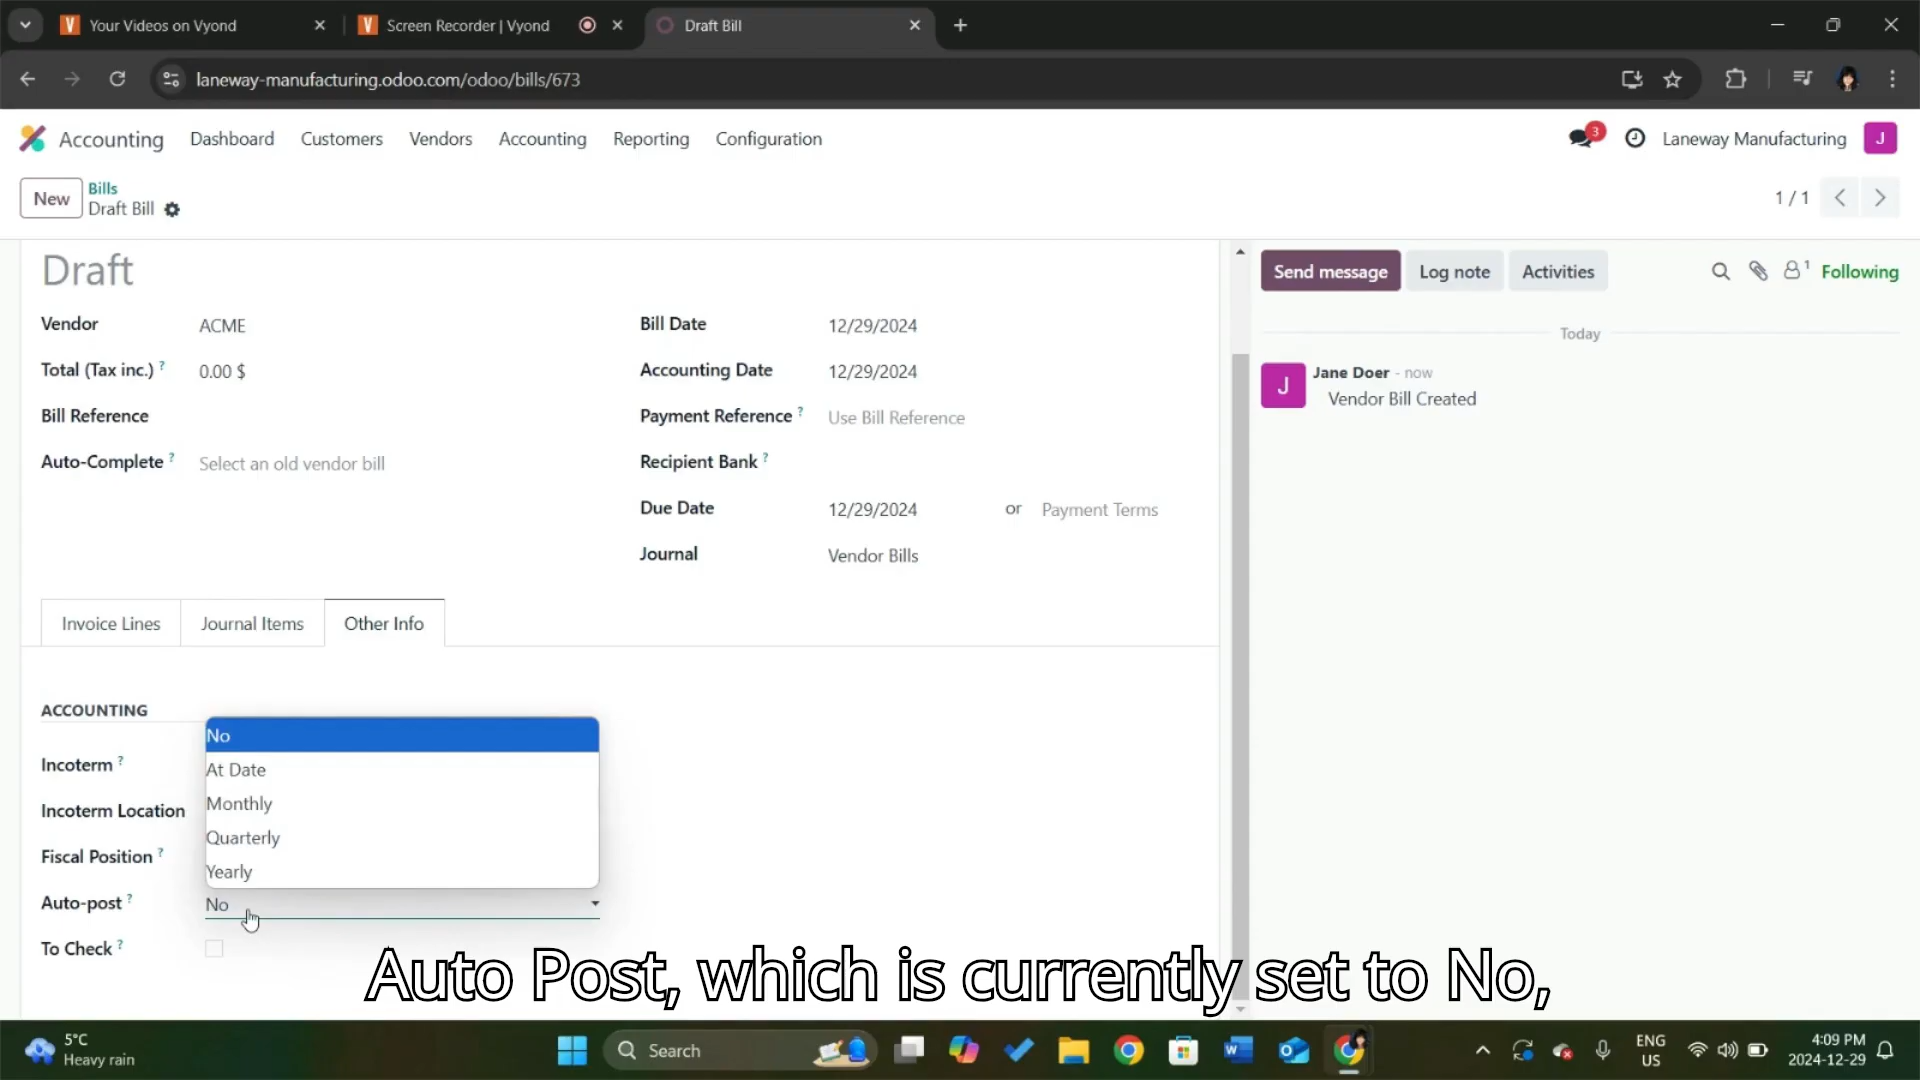 Your Videos on Vyond
Screen Recorder | Vyond
Draft Bill
laneway-manufacturing.odoo.com/odoo/bills/673
Accounting Dashboard Customers Vendors Accounting Reporting Configuration
3
Laneway Manufacturing
J
New
Bills
Draft Bill
1 / 1
Draft
Vendor ACME
Total (Tax inc.) ? 0.00 $
Bill Reference
Auto-Complete ? Select an old vendor bill
Bill Date 12/29/2024
Accounting Date 12/29/2024
Payment Reference ? Use Bill Reference
Recipient Bank ?
Due Date 12/29/2024 or Payment Terms
Journal Vendor Bills
Send message Log note Activities
1
Following
Today
J
Jane Doer - now
Vendor Bill Created
Invoice Lines Journal Items Other Info
ACCOUNTING
Incoterm ?
Incoterm Location
Fiscal Position ?
No
At Date
Monthly
Quarterly
Yearly
Auto-post ? No
To Check ?
Auto Post, which is currently set to No,
5°C
Heavy rain
Search
ENG
US
4:09 PM
2024-12-29